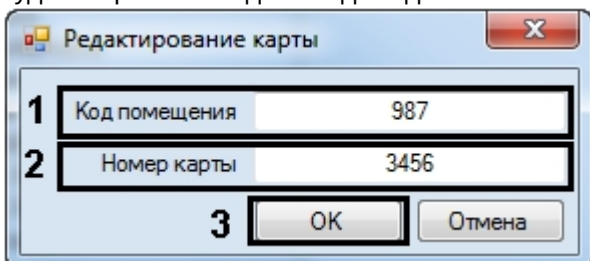 Редактирование карты
x
1 Код помещения 987
2 Номер карты 3456
3 OK Отмена